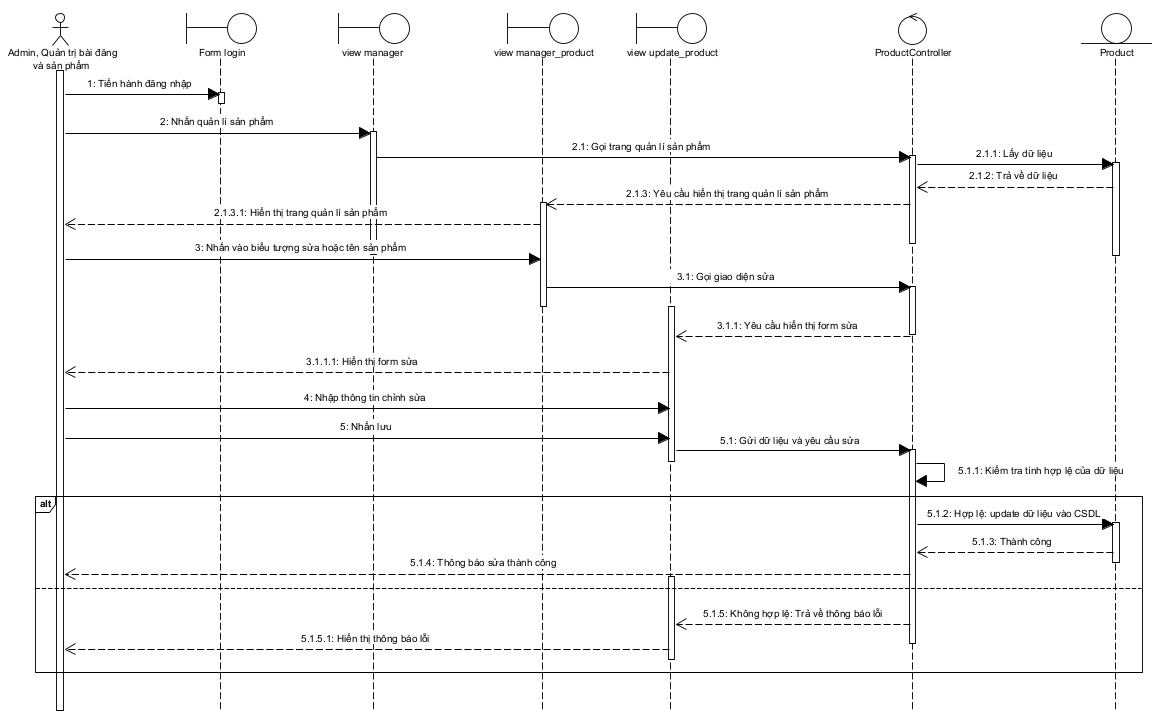 Admin, Quản trị bài đăng
và sản phẩm
Form login
view manager
view manager_product
view update_product
ProductController
Product
1: Tiến hành đăng nhập
2: Nhấn quản lí sản phẩm
2.1: Gọi trang quản lí sản phẩm
2.1.1: Lấy dữ liệu
2.1.2: Trả về dữ liệu
2.1.3: Yêu cầu hiển thị trang quản lí sản phẩm
2.1.3.1: Hiển thị trang quản lí sản phẩm
3: Nhấn vào biểu tượng sửa hoặc tên sản phẩm
3.1: Gọi giao diện sửa
3.1.1: Yêu cầu hiển thị form sửa
3.1.1.1: Hiển thị form sửa
4: Nhập thông tin chỉnh sửa
5: Nhấn lưu
5.1: Gửi dữ liệu và yêu cầu sửa
5.1.1: Kiểm tra tính hợp lệ của dữ liệu
alt
5.1.2: Hợp lệ: update dữ liệu vào CSDL
5.1.3: Thành công
5.1.4: Thông báo sửa thành công
5.1.5: Không hợp lệ: Trả về thông báo lỗi
5.1.5.1: Hiển thị thông báo lỗi